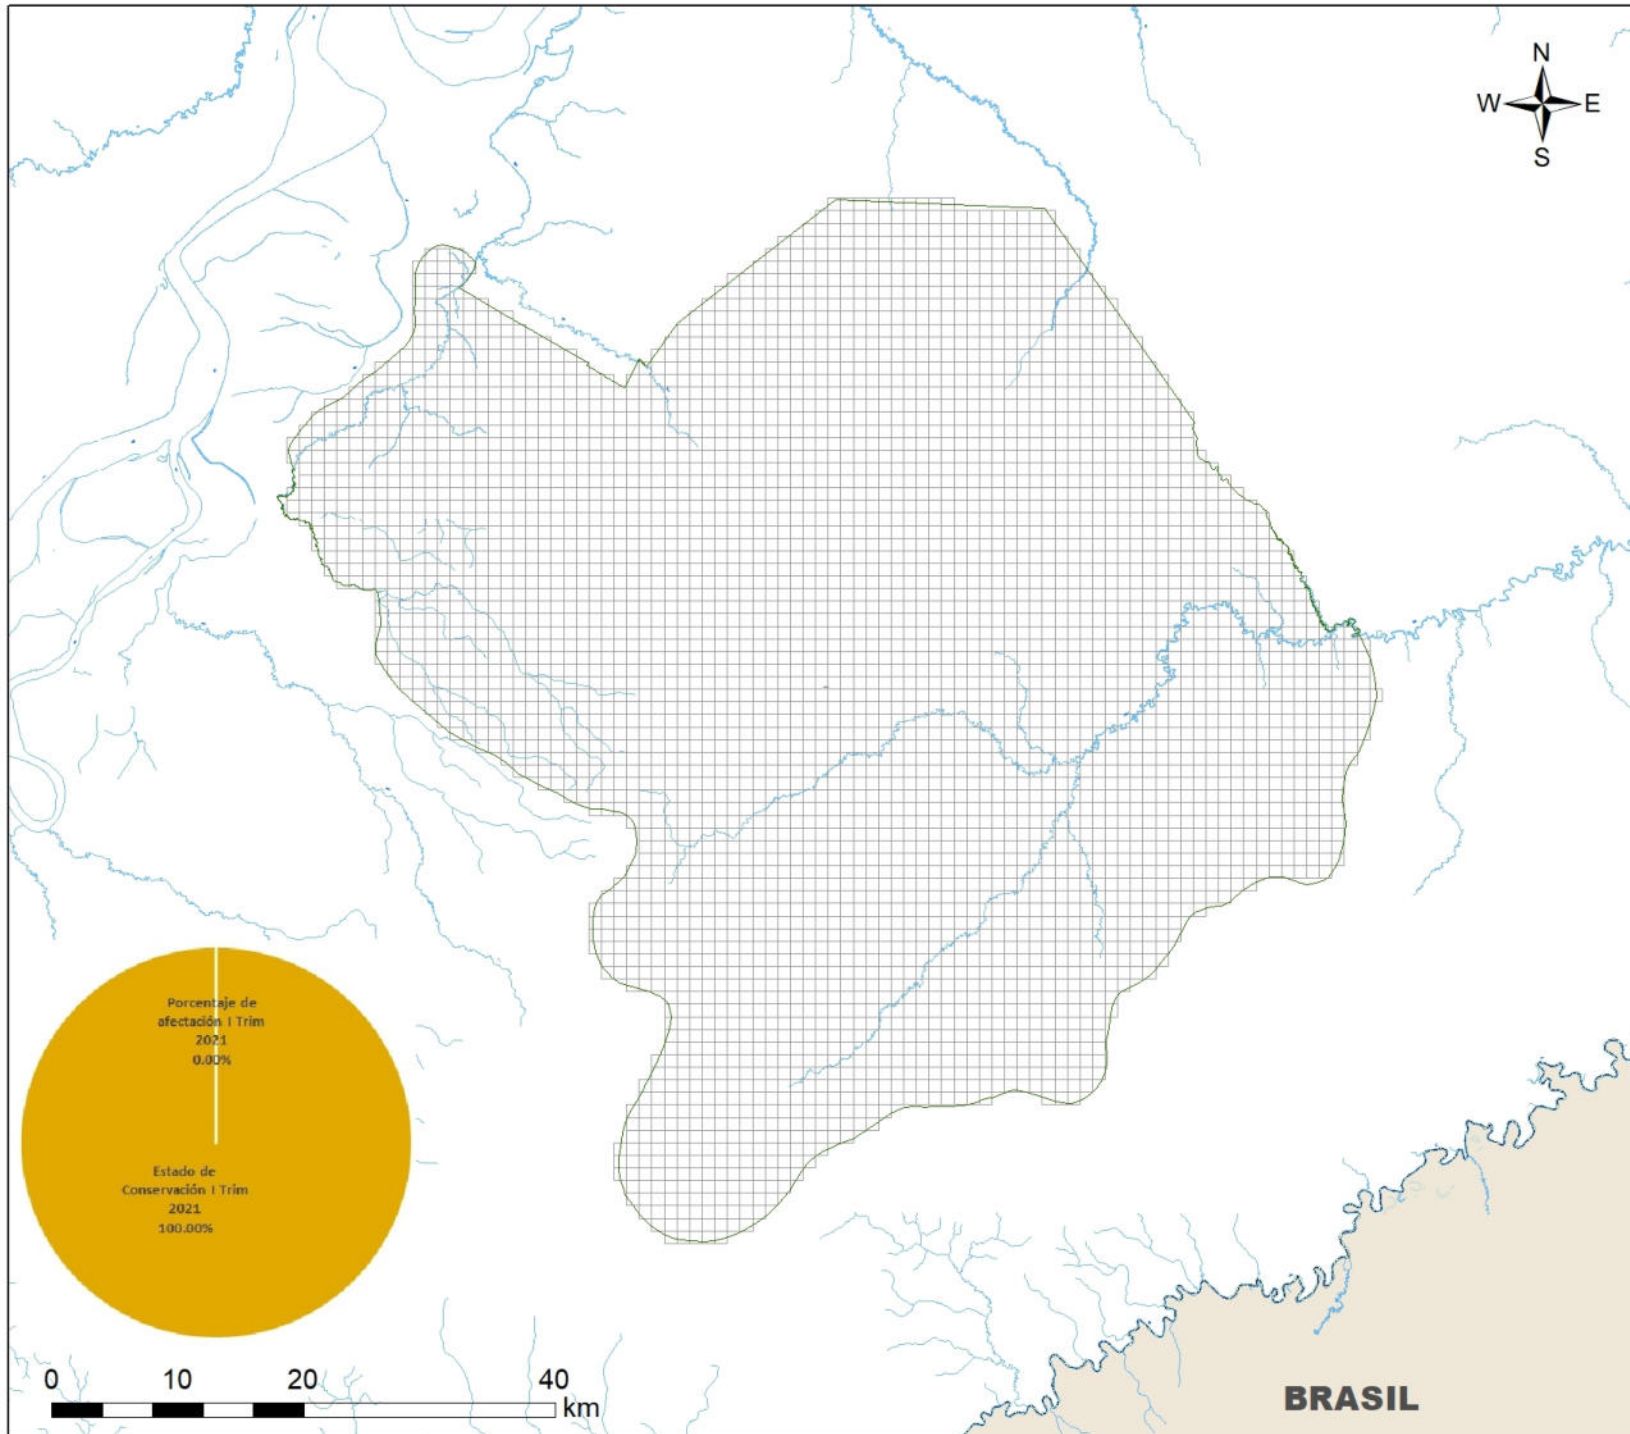 N
W E
S
Porcentaje de
afectación I Trim
2021
0.00%
Estado de
Conservación I Trim
2021
100.00%
0 10 20 40
km
BRASIL